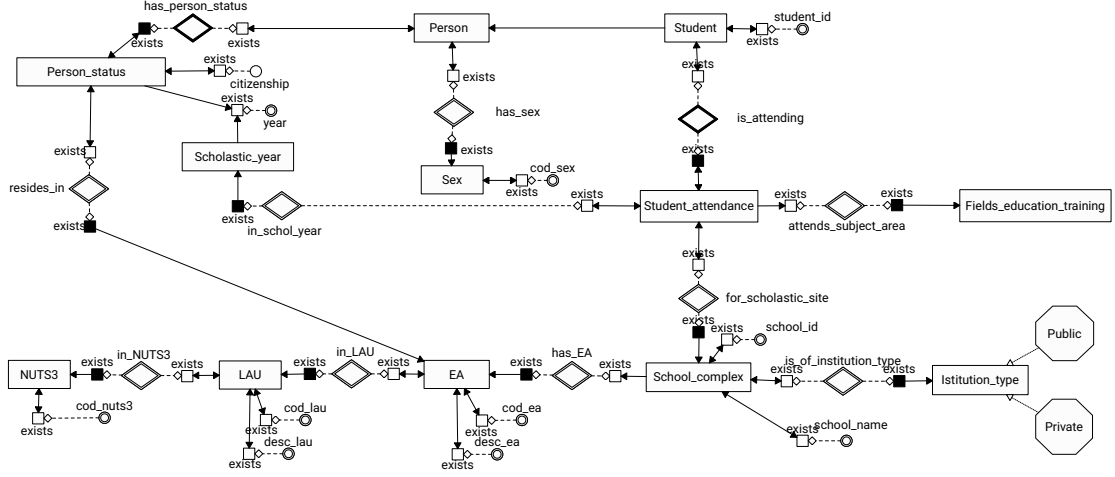 has_person_status
exists
exists
Person
Student
student_id
exists
Person_status
exists
citizenship
exists
exists
exists
year
has_sex
is_attending
Scholastic_year
exists
exists
exists
Sex
cod_sex
exists
resides_in
exists
exists
in_schol_year
exists
Student_attendance
exists
exists
attends_subject_area
Fields_education_training
exists
exists
for_scholastic_site
exists
exists
school_id
Public
NUTS3
exists
in_NUTS3
exists
LAU
exists
in_LAU
exists
EA
exists
has_EA
exists
School_complex
is_of_institution_type
exists
exists
Istitution_type
cod_nuts3
exists
cod_lau
exists
desc_lau
exists
cod_ea
exists
desc_ea
exists
school_name
exists
Private